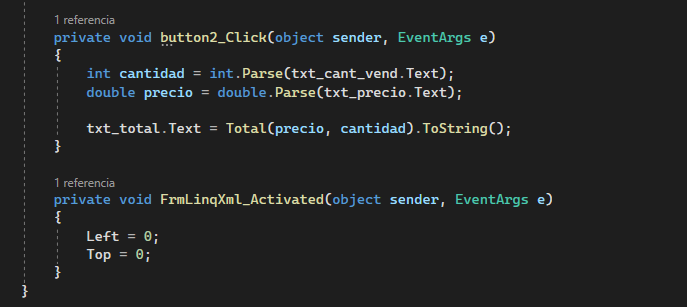 1 referencia
private void button2_Click(object sender, EventArgs e)
{
int cantidad = int.Parse(txt_cant_vend.Text);
double precio = double.Parse(txt_precio.Text);
txt_total.Text = Total(precio, cantidad).ToString();
}
1 referencia
private void FrmLinqXml_Activated(object sender, EventArgs e)
{
Left = 0;
Top = 0;
}
}